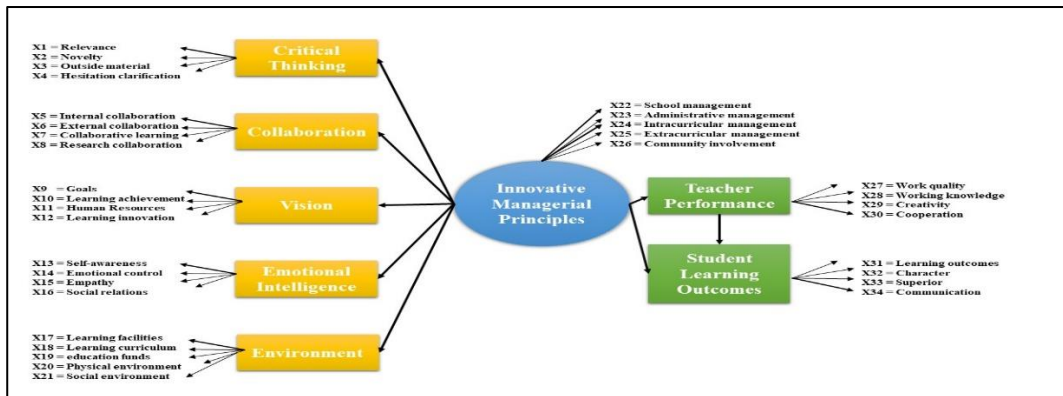 X1 = Relevance
X2 = Novelty
X3 = Outside material
X4 = Hesitation clarification
Critical
Thinking
X5 = Internal collaboration
X6 = External collaboration
X7 = Collaborative learning
X8 = Research collaboration
Collaboration
X9 = Goals
X10 = Learning achievement
X11 = Human Resources
X12 = Learning innovation
Vision
X13 = Self-awareness
X14 = Emotional control
X15 = Empathy
X16 = Social relations
Emotional
Intelligence
X17 = Learning facilities
X18 = Learning curriculum
X19 = education funds
X20 = Physical environment
X21 = Social environment
Environment
Innovative
Managerial
Principles
X22 = School management
X23 = Administrative management
X24 = Intracurricular management
X25 = Extracurricular management
X26 = Community involvement
Teacher
Performance
X27 = Work quality
X28 = Working knowledge
X29 = Creativity
X30 = Cooperation
Student
Learning
Outcomes
X31 = Learning outcomes
X32 = Character
X33 = Superior
X34 = Communication